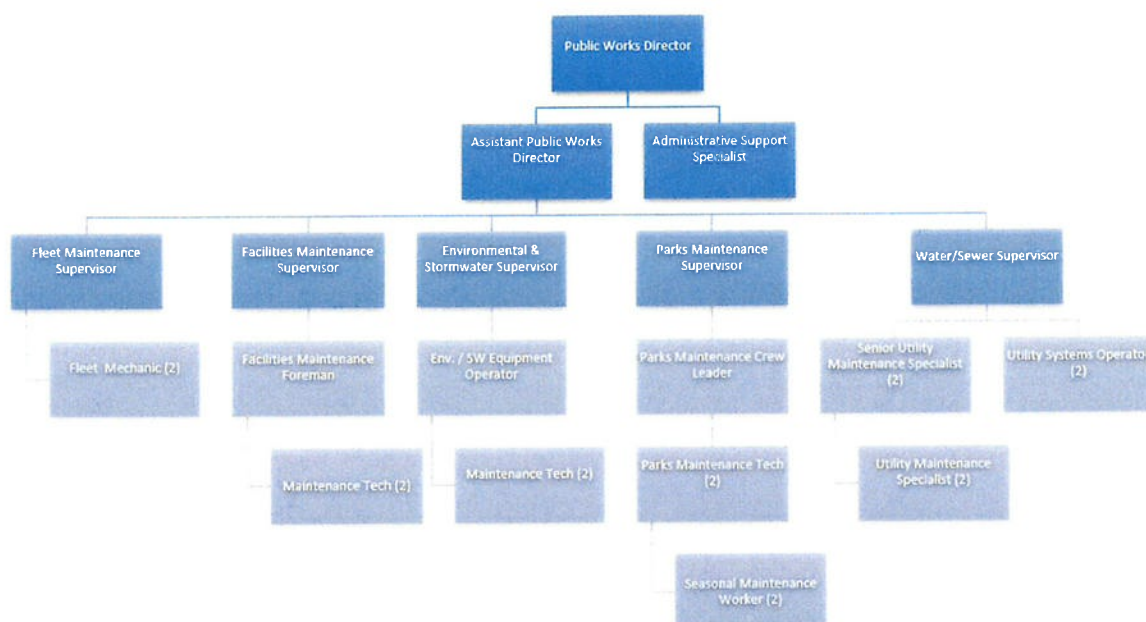 Public Works Director
Assistant Public Works
Director
Administrative Support
Specialist
Fleet Maintenance
Supervisor
Facilities Maintenance
Supervisor
Environmental &
Stormwater Supervisor
Parks Maintenance
Supervisor
Water/Sewer Supervisor
Fleet Mechanic (2)
Facilities Maintenance
Foreman
Env. / SW Equipment
Operator
Parks Maintenance Crew
Leader
Senior Utility
Maintenance Specialist
(2)
Utility Systems Operator
(2)
Maintenance Tech (2)
Maintenance Tech (2)
Parks Maintenance Tech
(2)
Utility Maintenance
Specialist (2)
Seasonal Maintenance
Worker (2)